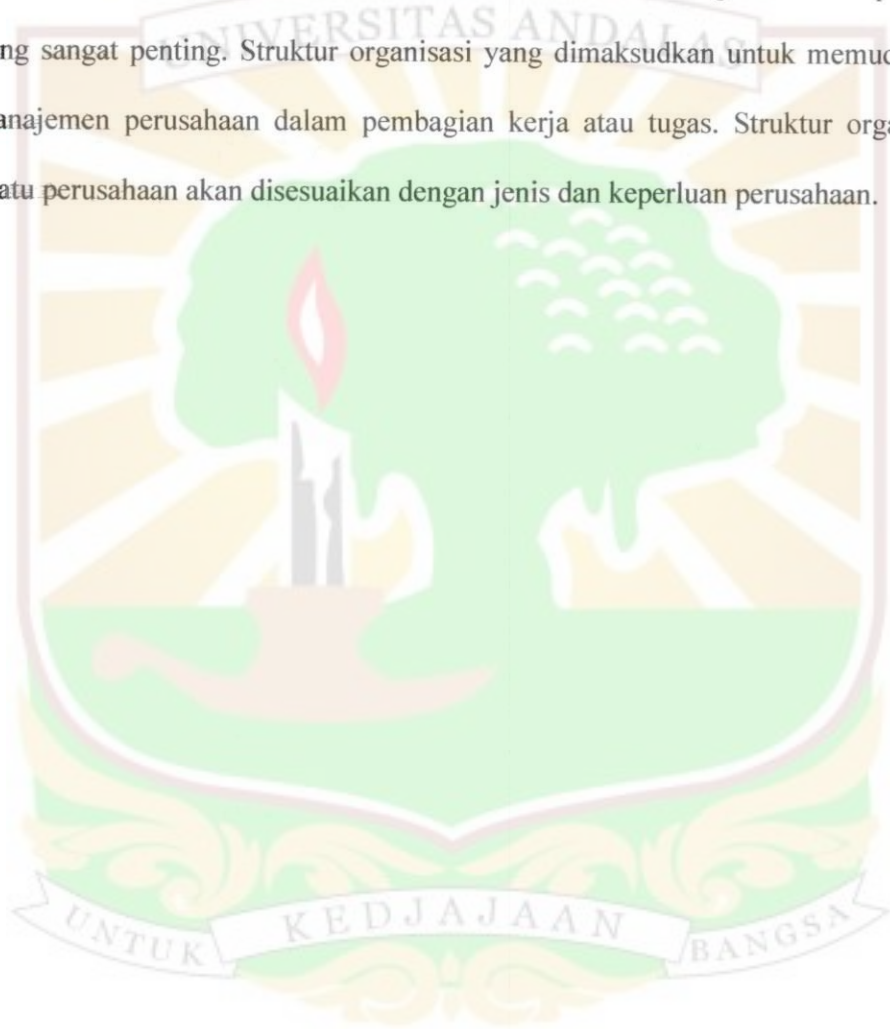 UNIVERSITAS ANDALAS
ng sangat penting. Struktur organisasi yang dimaksudkan untuk memud
anajemen perusahaan dalam pembagian kerja atau tugas. Struktur orga
atu perusahaan akan disesuaikan dengan jenis dan keperluan perusahaan.
UNTUK KEDJAJAAN BANGSA